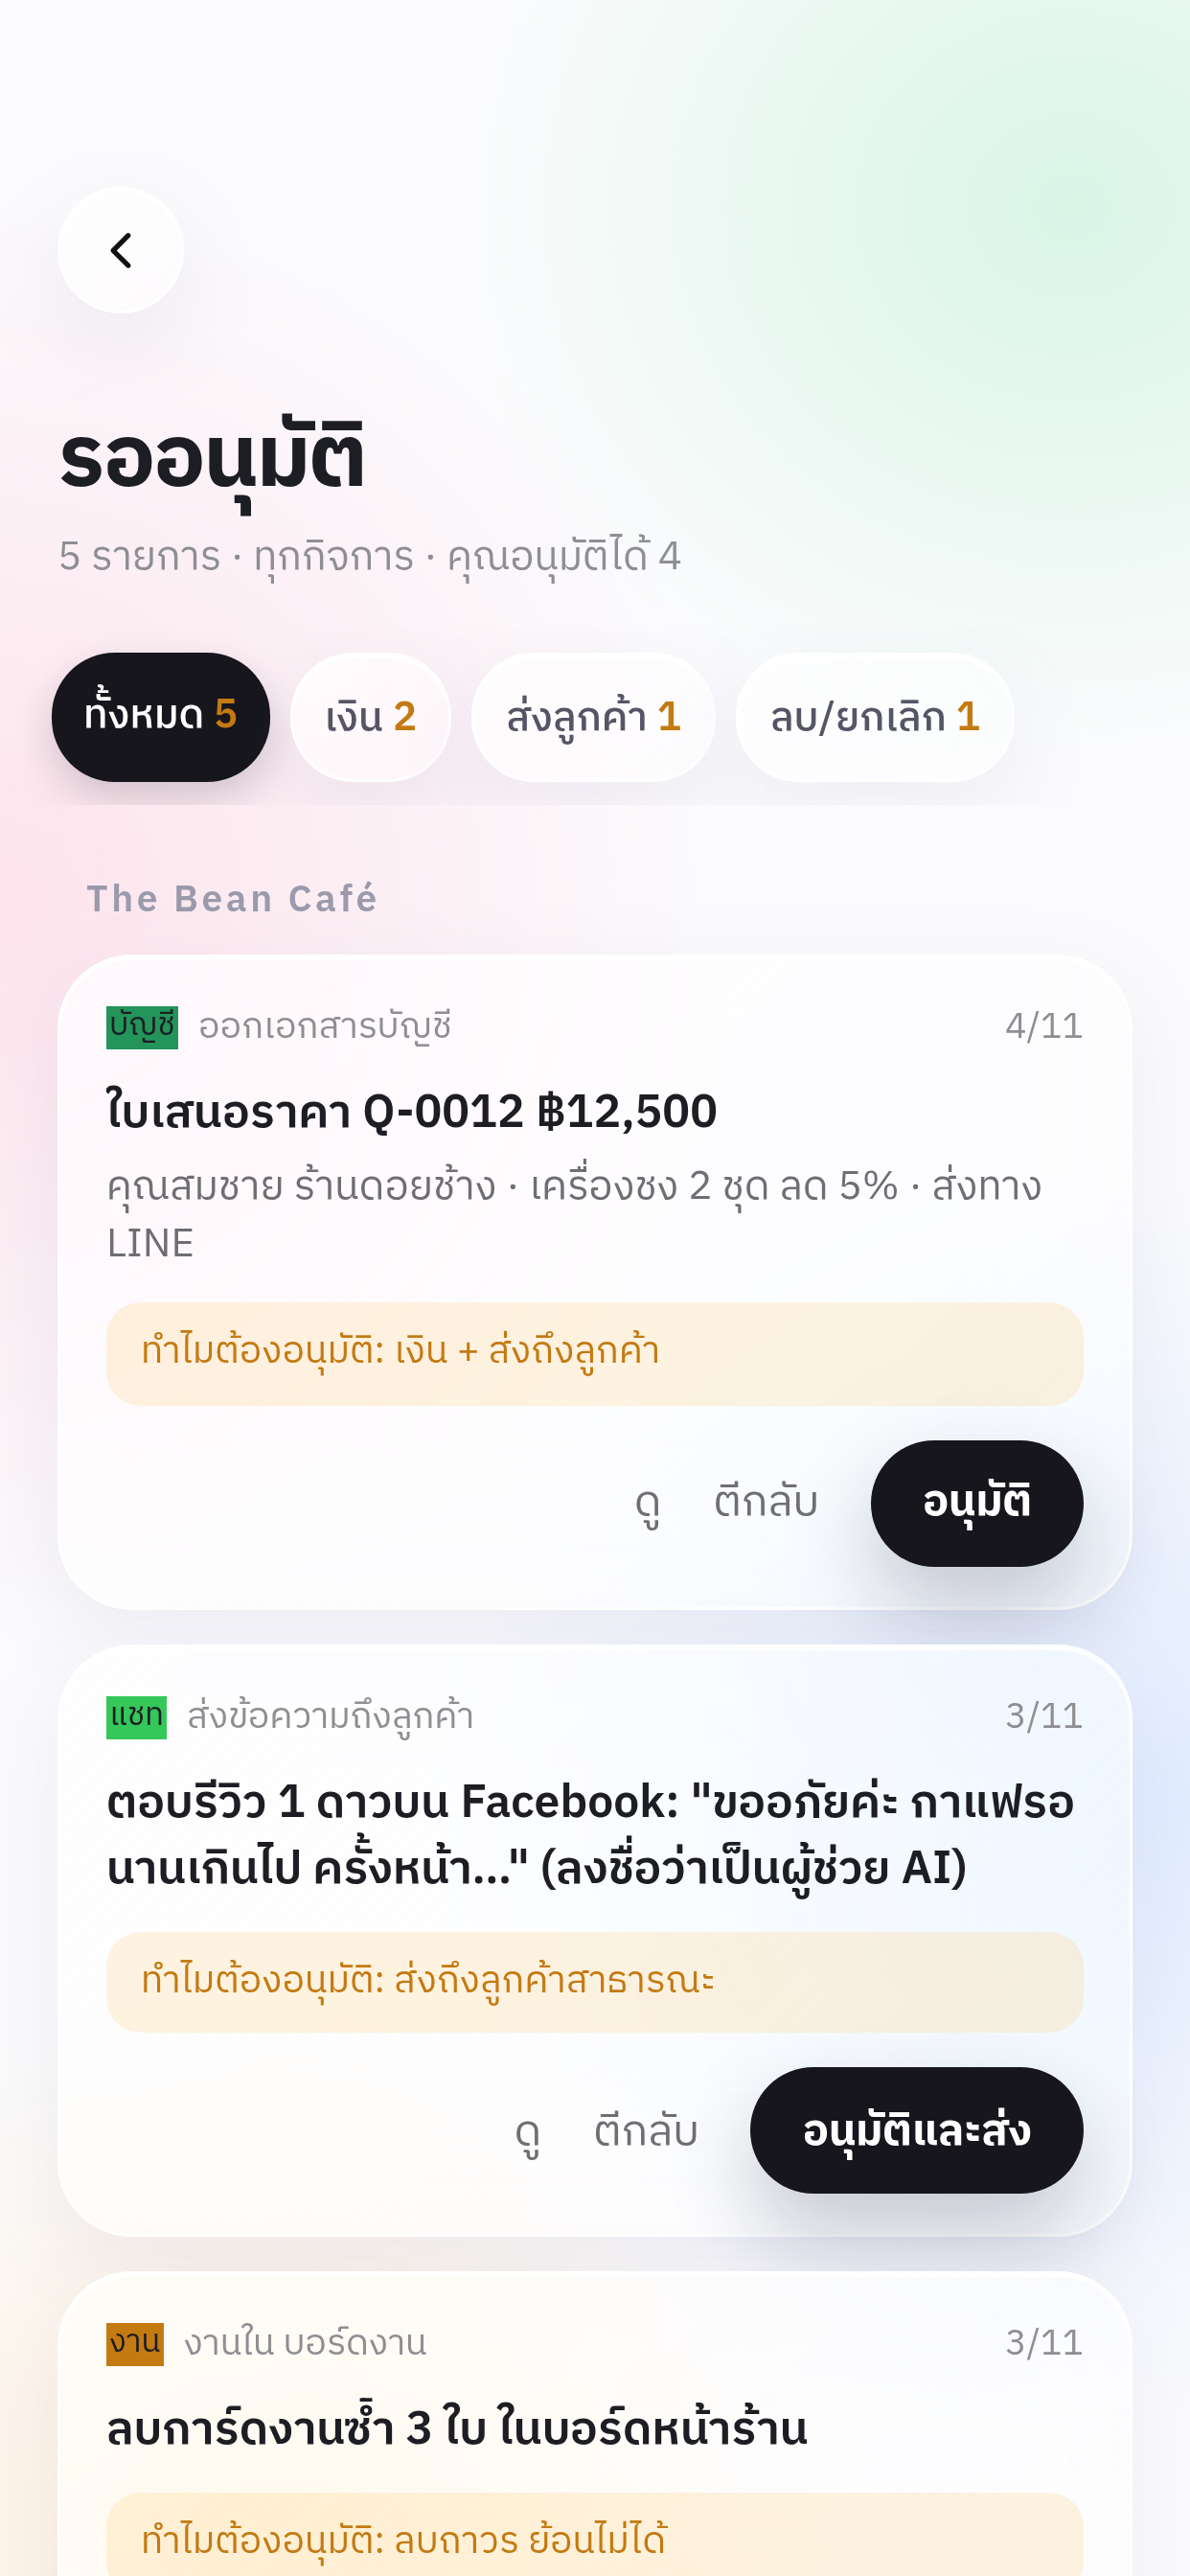 รออนุมัติ
5 รายการ · ทุกกิจการ · คุณอนุมัติได้ 4
ทั้งหมด 5 เงิน 2 ส่งลูกค้า 1 ลบ/ยกเลิก 1
The Bean Café
บัญชี ออกเอกสารบัญชี 4/11
ใบเสนอราคา Q-0012 ฿12,500
คุณสมชาย ร้านดอยช้าง · เครื่องชง 2 ชุด ลด 5% · ส่งทาง
LINE
ทำไมต้องอนุมัติ: เงิน + ส่งถึงลูกค้า
ดู ตีกลับ อนุมัติ
แชท ส่งข้อความถึงลูกค้า 3/11
ตอบรีวิว 1 ดาวบน Facebook: "ขออภัยค่ะ กาแฟรอ
นานเกินไป ครั้งหน้า..." (ลงชื่อว่าเป็นผู้ช่วย AI)
ทำไมต้องอนุมัติ: ส่งถึงลูกค้าสาธารณะ
ดู ตีกลับ อนุมัติและส่ง
งาน งานใน บอร์ดงาน 3/11
ลบการ์ดงานซ้ำ 3 ใบ ในบอร์ดหน้าร้าน
ทำไมต้องอนุมัติ: ลบถาวร ย้อนไม่ได้